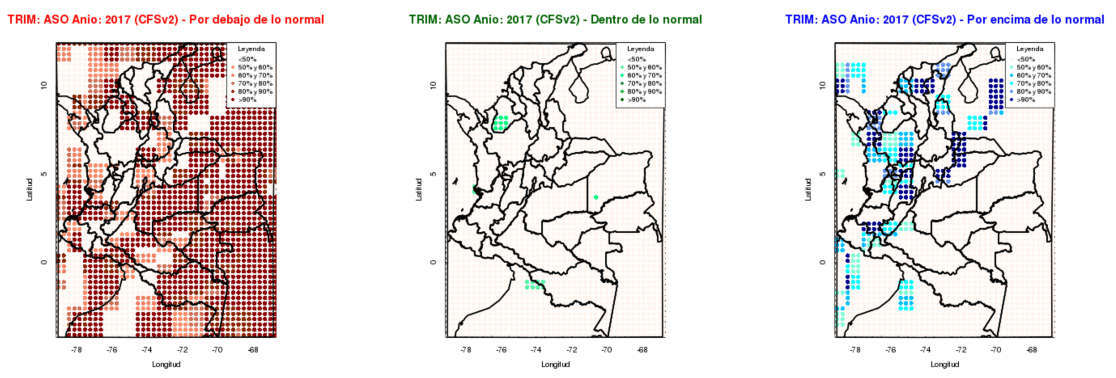 TRIM: ASO Anio: 2017 (CFSv2) - Por debajo de lo normal
Leyenda
<50%
50% y 60%
60% y 70%
70% y 80%
80% y 90%
>90%
Latitud
10
5
0
-78
-76
-74
-72
-70
-68
Longitud
TRIM: ASO Anio: 2017 (CFSv2) - Dentro de lo normal
Leyenda
<50%
50% y 60%
60% y 70%
70% y 80%
80% y 90%
>90%
Latitud
10
5
0
-78
-76
-74
-72
-70
-68
Longitud
TRIM: ASO Anio: 2017 (CFSv2) - Por encima de lo normal
Leyenda
<50%
50% y 60%
60% y 70%
70% y 80%
80% y 90%
>90%
Latitud
10
5
0
-78
-76
-74
-72
-70
-68
Longitud